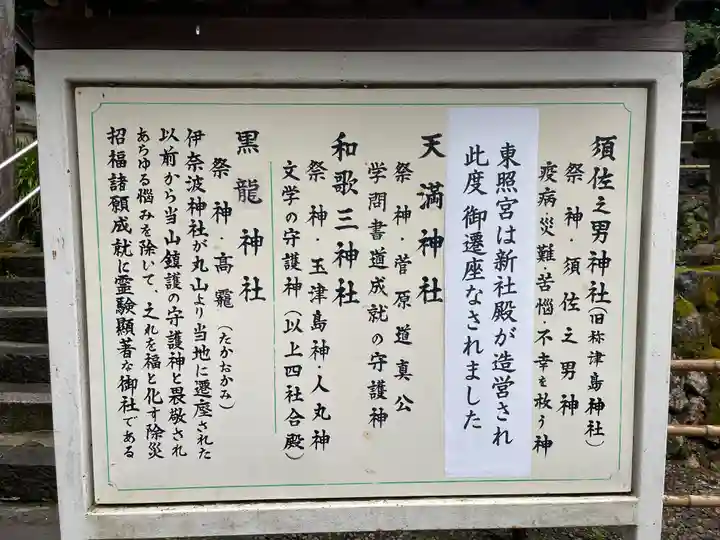 須佐之男神社(旧称津島神社)
祭神・須佐之男神
疫病・災難・苦悩・不幸を救う神
東照宮は新社殿が造営され
此度 御遷座なされました
天満神社
祭神・菅原道真公
学問書道成就の守護神
和歌三神社
祭神・玉津島神・人丸神
文学の守護神(以上四社合殿)
黒龍神社
祭神・高龗(たかおかみ)
伊奈波神社が丸山より当地に遷座された
以前から当山鎮護の守護神と畏敬され
あらゆる悩みを除いて、之れを福と化す除災
招福諸願成就に霊験顕著な御社である